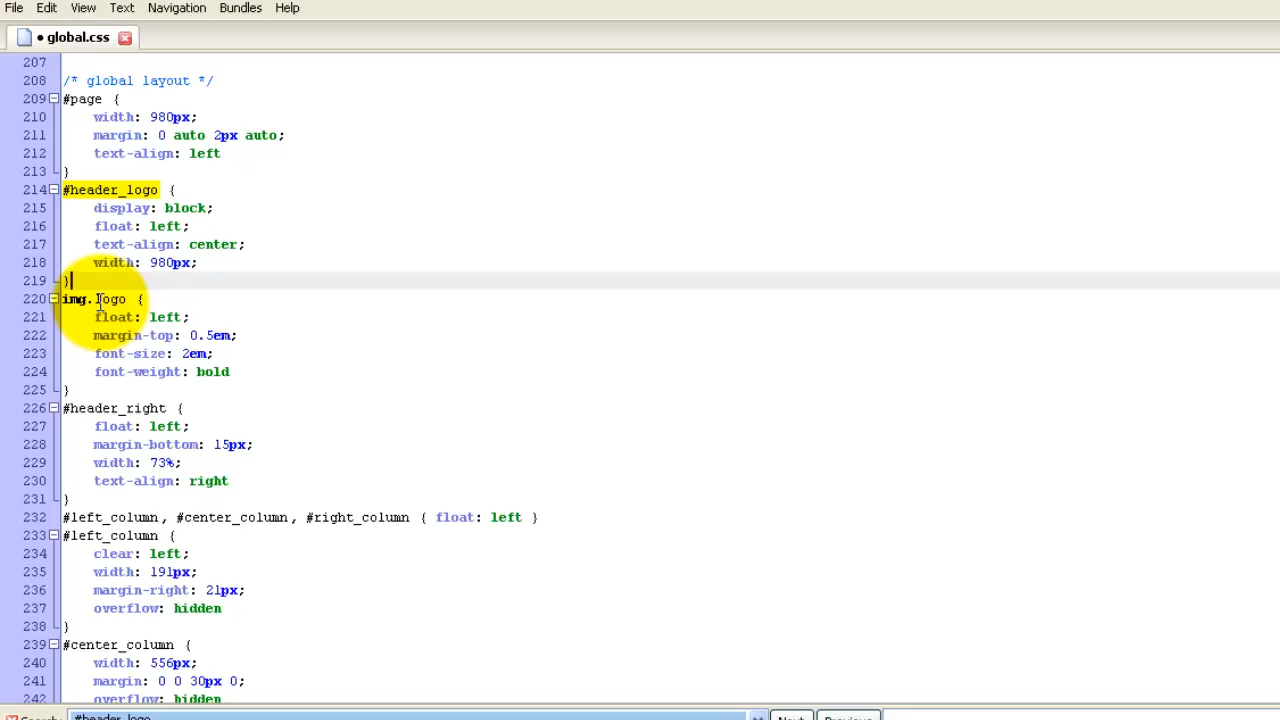 File Edit View Text Navigation Bundles Help
• global.css
207
208 /* global layout */
209 #page {
210 width: 980px;
211 margin: 0 auto 2px auto;
212 text-align: left
213 }
214 #header_logo {
215 display: block;
216 float: left;
217 text-align: center;
218 width: 980px;
219 }
220 img.logo {
221 float: left;
222 margin-top: 0.5em;
223 font-size: 2em;
224 font-weight: bold
225 }
226 #header_right {
227 float: left;
228 margin-bottom: 15px;
229 width: 73%;
230 text-align: right
231 }
232 #left_column, #center_column, #right_column { float: left }
233 #left_column {
234 clear: left;
235 width: 191px;
236 margin-right: 21px;
237 overflow: hidden
238 }
239 #center_column {
240 width: 556px;
241 margin: 0 0 30px 0;
242 overflow: hidden
Search: #header_logo Next Previous